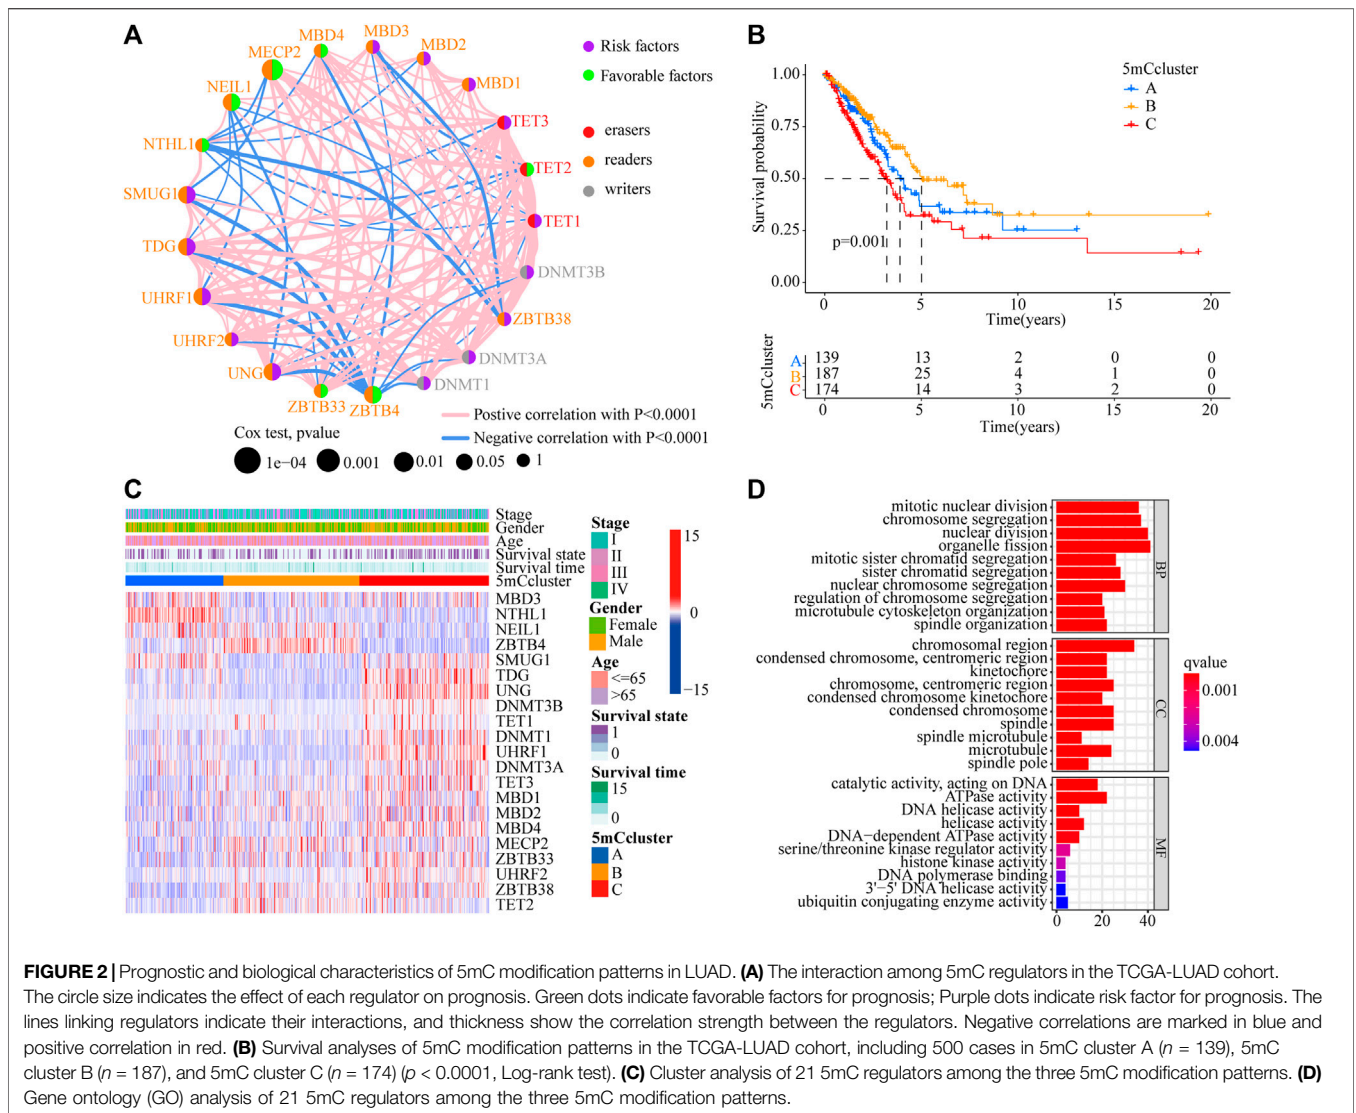 A
MBD4
MBD3
MBD2
MBD1
MECP2
NEIL1
NTHL1
SMUG1
TDG
UHRF1
UHRF2
UNG
ZBTB33
ZBTB4
DNMT1
DNMT3A
ZBTB38
DNMT3B
TET1
TET2
TET3
Risk factors
Favorable factors
erasers
readers
writers
Postive correlation with P<0.0001
Negative correlation with P<0.0001
Cox test, pvalue
1e−04 0.001 0.01 0.05 1
B
5mCcluster
A
B
C
Survival probability
1.00
0.75
0.50
0.25
0.00
p=0.001
0 5 10 15 20
Time(years)
5mCcluster
A 139 13 2 0 0
B 187 25 4 1 0
C 174 14 3 2 0
0 5 10 15 20
Time(years)
C
Stage
Gender
Age
Survival state
Survival time
5mCcluster
MBD3
NTHL1
NEIL1
ZBTB4
SMUG1
TDG
UNG
DNMT3B
TET1
DNMT1
UHRF1
DNMT3A
TET3
MBD1
MBD2
MBD4
MECP2
ZBTB33
UHRF2
ZBTB38
TET2
Stage
I
II
III
IV
Gender
Female
Male
Age
<=65
>65
Survival state
1
0
Survival time
15
0
5mCcluster
A
B
C
15
0
−15
D
mitotic nuclear division
chromosome segregation
nuclear division
organelle fission
mitotic sister chromatid segregation
sister chromatid segregation
nuclear chromosome segregation
regulation of chromosome segregation
microtubule cytoskeleton organization
spindle organization
BP
chromosomal region
condensed chromosome, centromeric region
kinetochore
chromosome, centromeric region
condensed chromosome kinetochore
condensed chromosome
spindle
spindle microtubule
microtubule
spindle pole
CC
catalytic activity, acting on DNA
ATPase activity
DNA helicase activity
helicase activity
DNA−dependent ATPase activity
serine/threonine kinase regulator activity
histone kinase activity
DNA polymerase binding
3'−5' DNA helicase activity
ubiquitin conjugating enzyme activity
MF
0 20 40
qvalue
0.001
0.004
FIGURE 2 | Prognostic and biological characteristics of 5mC modification patterns in LUAD. (A) The interaction among 5mC regulators in the TCGA-LUAD cohort.
The circle size indicates the effect of each regulator on prognosis. Green dots indicate favorable factors for prognosis; Purple dots indicate risk factor for prognosis. The
lines linking regulators indicate their interactions, and thickness show the correlation strength between the regulators. Negative correlations are marked in blue and
positive correlation in red. (B) Survival analyses of 5mC modification patterns in the TCGA-LUAD cohort, including 500 cases in 5mC cluster A (n = 139), 5mC
cluster B (n = 187), and 5mC cluster C (n = 174) (p < 0.0001, Log-rank test). (C) Cluster analysis of 21 5mC regulators among the three 5mC modification patterns. (D)
Gene ontology (GO) analysis of 21 5mC regulators among the three 5mC modification patterns.